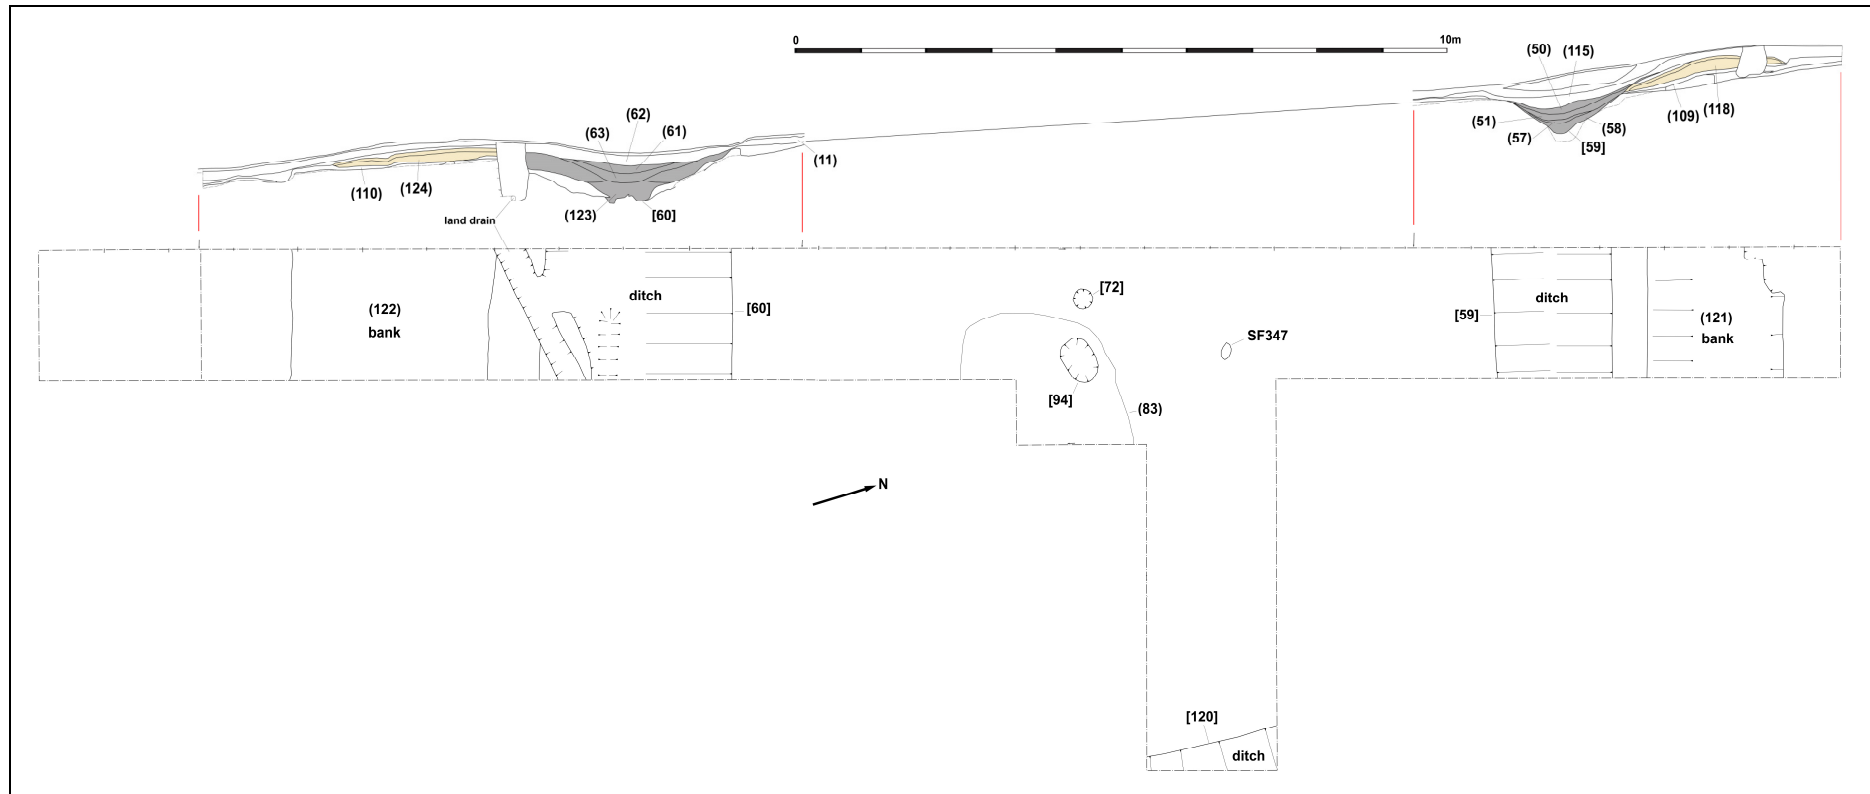 0 10m
(50) (115)
(62)
(63) (61)
(51) (58)
(57) [59]
(109) (118)
(11)
(110) (124)
(123) [60]
land drain
(122)
bank
ditch
[60]
[72]
SF347
[94]
(83)
[59]
ditch
(121)
bank
N
[120]
ditch